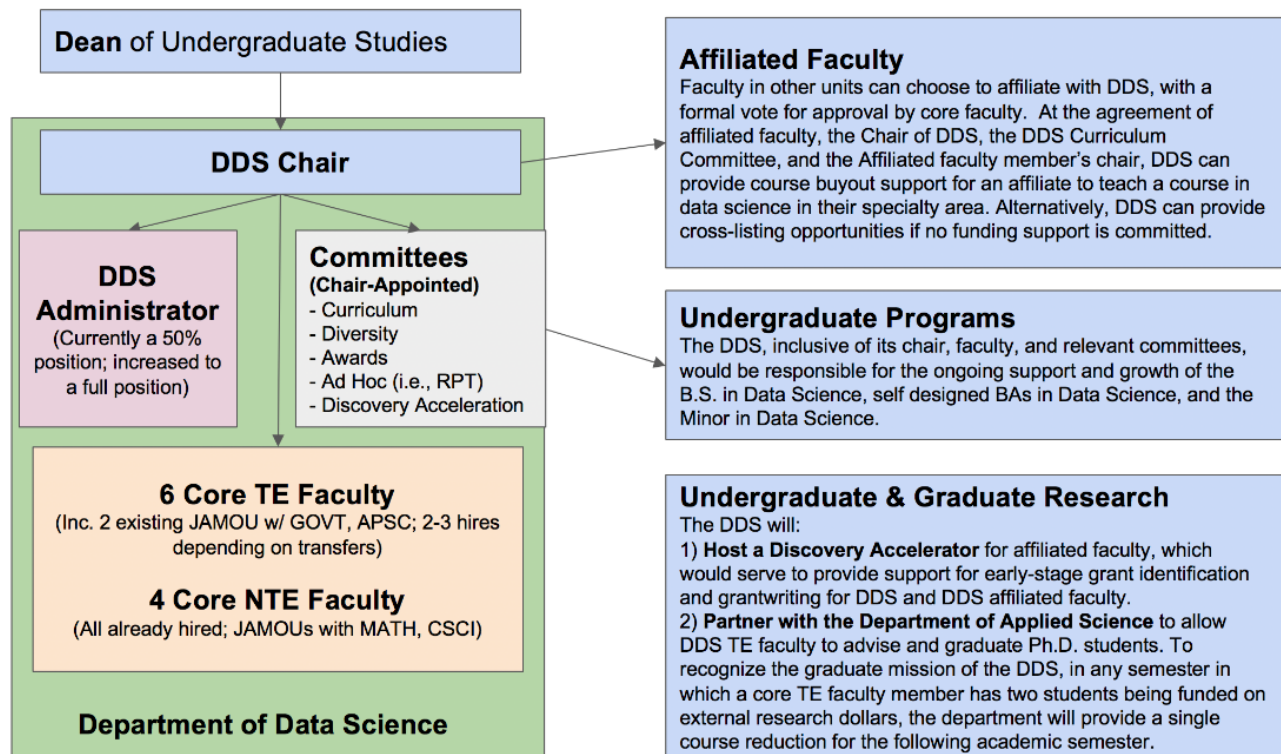 Dean of Undergraduate Studies
DDS Chair
DDS
Administrator
(Currently a 50%
position; increased to
a full position)
Committees
(Chair-Appointed)
- Curriculum
- Diversity
- Awards
- Ad Hoc (i.e., RPT)
- Discovery Acceleration
6 Core TE Faculty
(Inc. 2 existing JAMOU w/ GOVT, APSC; 2-3 hires
depending on transfers)
4 Core NTE Faculty
(All already hired; JAMOUs with MATH, CSCI)
Department of Data Science
Affiliated Faculty
Faculty in other units can choose to affiliate with DDS, with a
formal vote for approval by core faculty.  At the agreement of
affiliated faculty, the Chair of DDS, the DDS Curriculum
Committee, and the Affiliated faculty member's chair, DDS can
provide course buyout support for an affiliate to teach a course in
data science in their specialty area. Alternatively, DDS can provide
cross-listing opportunities if no funding support is committed.
Undergraduate Programs
The DDS, inclusive of its chair, faculty, and relevant committees,
would be responsible for the ongoing support and growth of the
B.S. in Data Science, self designed BAs in Data Science, and the
Minor in Data Science.
Undergraduate & Graduate Research
The DDS will:
1) Host a Discovery Accelerator for affiliated faculty, which
would serve to provide support for early-stage grant identification
and grantwriting for DDS and DDS affiliated faculty.
2) Partner with the Department of Applied Science to allow
DDS TE faculty to advise and graduate Ph.D. students. To
recognize the graduate mission of the DDS, in any semester in
which a core TE faculty member has two students being funded on
external research dollars, the department will provide a single
course reduction for the following academic semester.